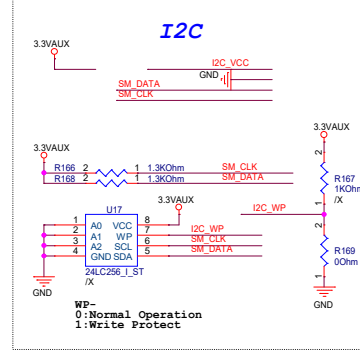 I2C
3.3VAUX
I2C_VCC
GND
SM_DATA
SM_CLK
3.3VAUX
3.3VAUX
R166 2 1 1.3KOhm SM_CLK
R168 2 1 1.3KOhm SM_DATA
2
R167
1KOhm
/X
1
3.3VAUX
U17
I2C_WP
1 A0 VCC 8
2 A1 WP 7 I2C_WP
3 A2 SCL 6 SM_CLK
4 GND SDA 5 SM_DATA
24LC256_I_ST
/X
2
R169
0Ohm
1
GND
GND
WP-
0:Normal Operation
1:Write Protect